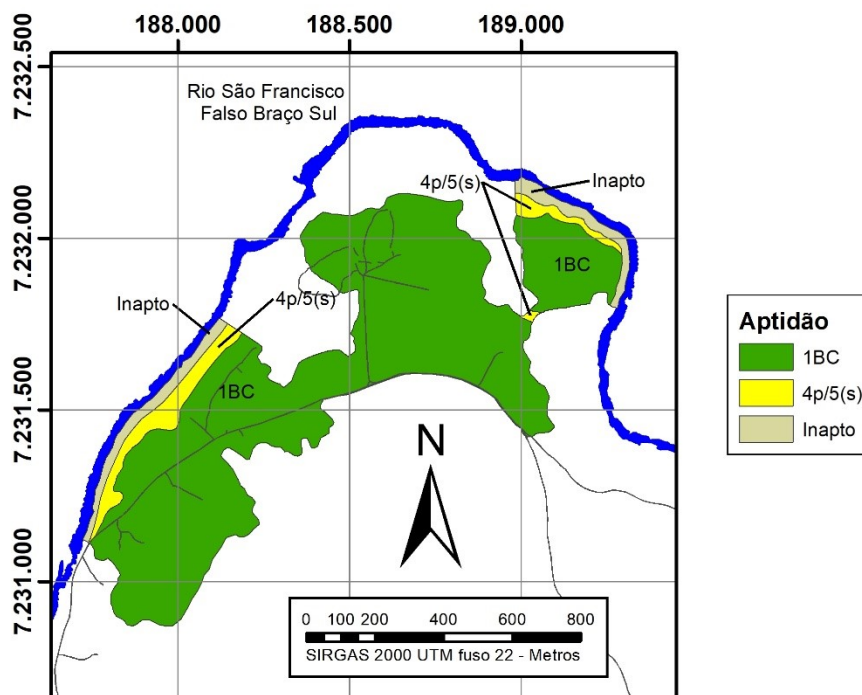 188.000 188.500 189.000
7.232.500
7.232.000
7.231.500
7.231.000
Rio São Francisco
Falso Braço Sul
4p/5(s)
Inapto
1BC
Inapto
4p/5(s)
1BC
N
0 100 200 400 600 800
SIRGAS 2000 UTM fuso 22 - Metros
Aptidão
1BC
4p/5(s)
Inapto